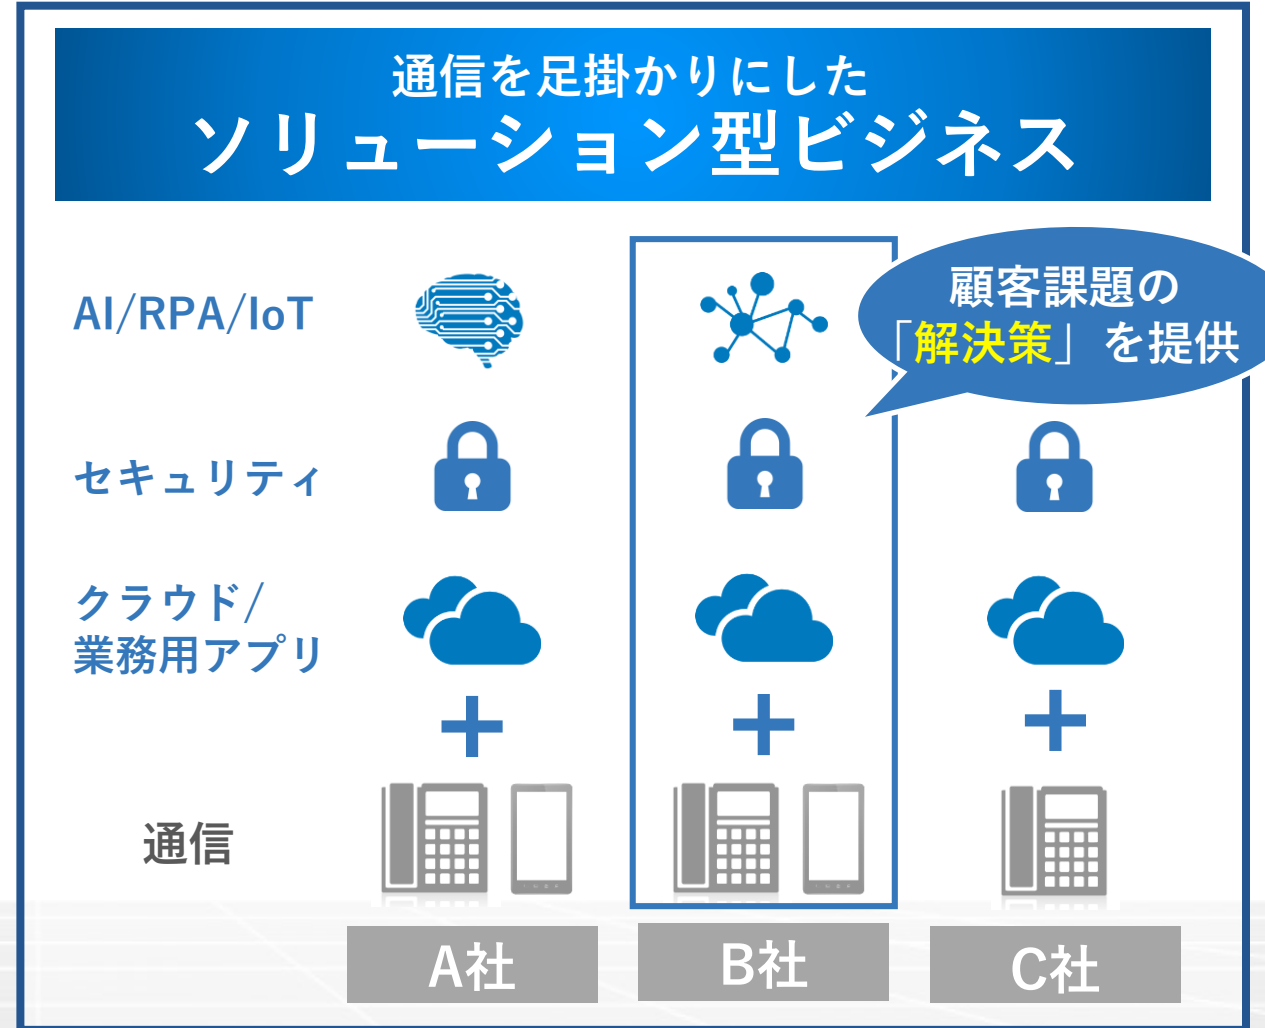 通信を足掛かりにした
ソリューション型ビジネス
AI/RPA/IoT
顧客課題の
「解決策」を提供
セキュリティ
クラウド/
業務用アプリ
通信
A社
B社
C社